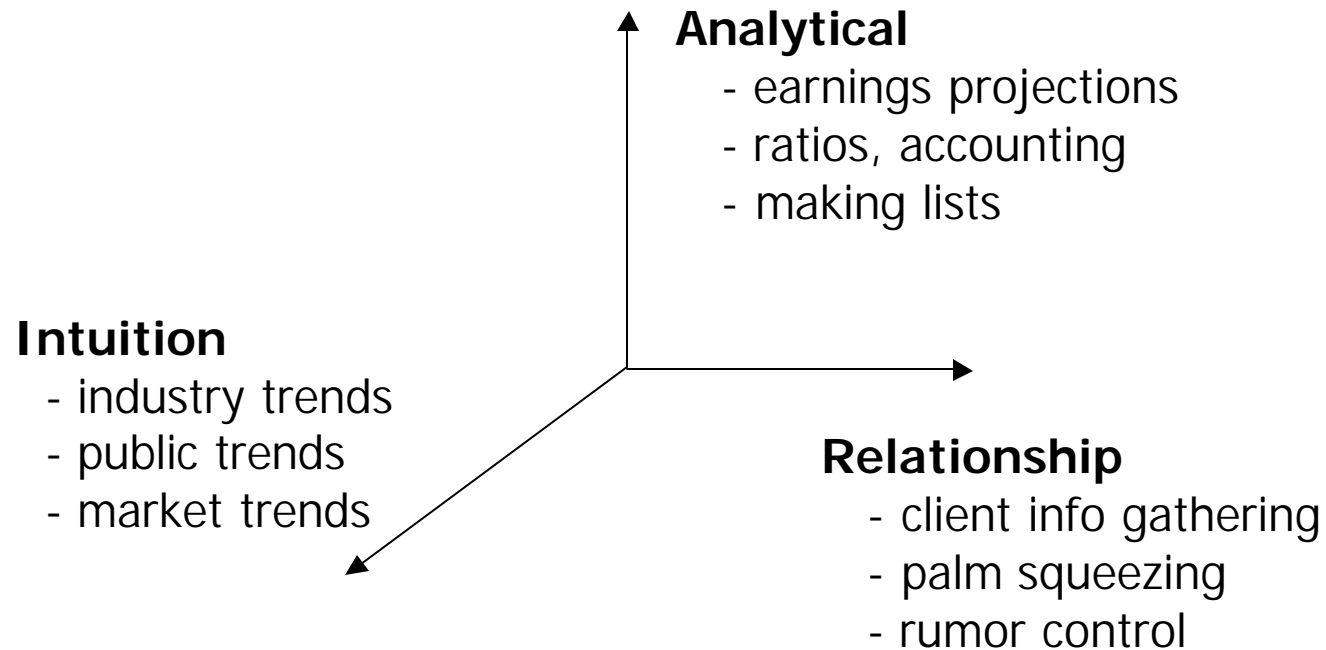 Analytical
- earnings projections
- ratios, accounting
- making lists
Intuition
- industry trends
- public trends
- market trends
Relationship
- client info gathering
- palm squeezing
- rumor control